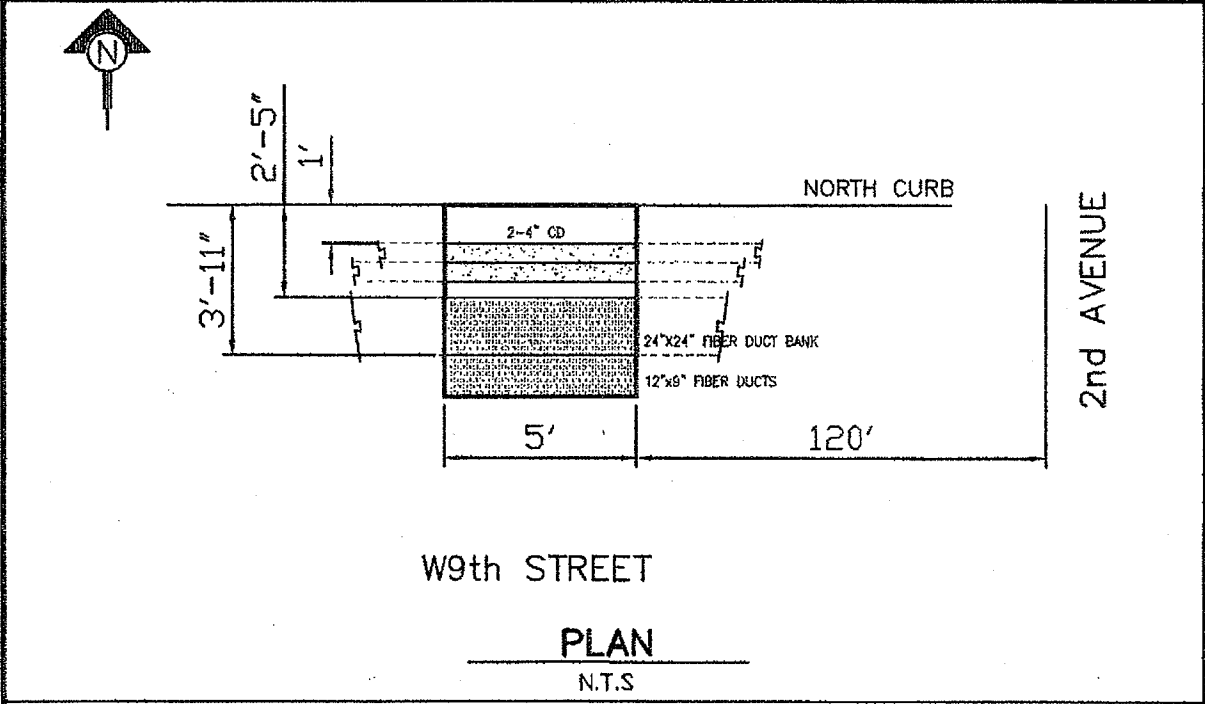 N
2'-5"
1'
NORTH CURB
2-4" CD
3'-11"
2nd AVENUE
24"X24" FIBER DUCT BANK
12"x9" FIBER DUCTS
5'
120'
W9th STREET
PLAN
N.T.S